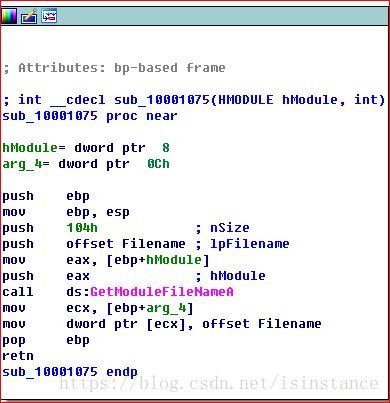 ; Attributes: bp-based frame
; int __cdecl sub_10001075(HMODULE hModule, int)
sub_10001075 proc near
hModule= dword ptr  8
arg_4= dword ptr  0Ch
push    ebp
mov     ebp, esp
push    104h            ; nSize
push    offset Filename ; lpFilename
mov     eax, [ebp+hModule]
push    eax             ; hModule
call    ds:GetModuleFileNameA
mov     ecx, [ebp+arg_4]
mov     dword ptr [ecx], offset Filename
pop     ebp
retn
sub_10001075 endp
https://blog.csdn.net/isinstance